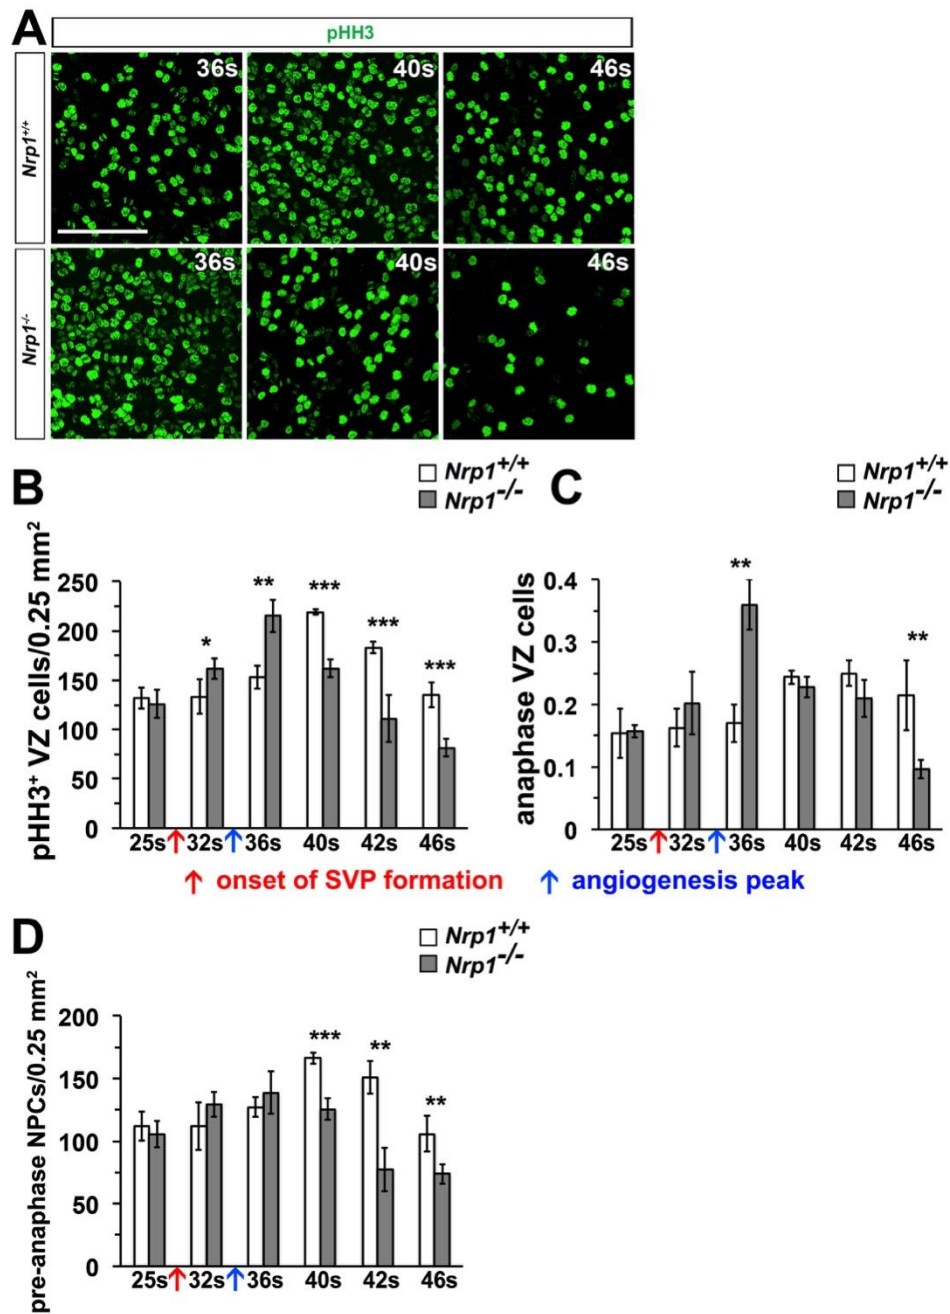 A
pHH3
Nrp1+/+
36s
40s
46s
Nrp1-/-
36s
40s
46s
B
Nrp1+/+
Nrp1-/-
pHH3+ VZ cells/0.25 mm²
250
200
150
100
50
0
*
**
***
***
***
25s 32s 36s 40s 42s 46s
C
Nrp1+/+
Nrp1-/-
anaphase VZ cells
0.4
0.3
0.2
0.1
0
**
**
25s 32s 36s 40s 42s 46s
↑ onset of SVP formation ↑ angiogenesis peak
D
Nrp1+/+
Nrp1-/-
pre-anaphase NPCs/0.25 mm²
200
150
100
50
0
***
**
**
25s 32s 36s 40s 42s 46s